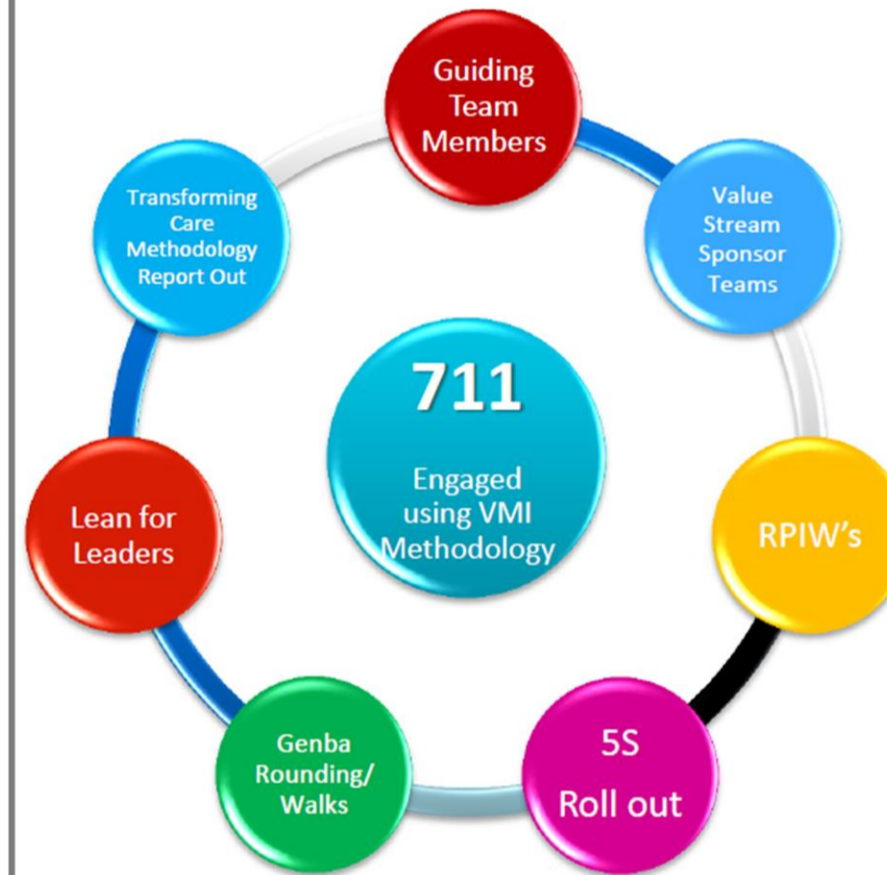 Guiding
Team
Members
Value
Stream
Sponsor
Teams
RPIW's
5S
Roll out
Genba
Rounding/
Walks
Lean for
Leaders
Transforming
Care
Methodology
Report Out
711
Engaged
using VMI
Methodology